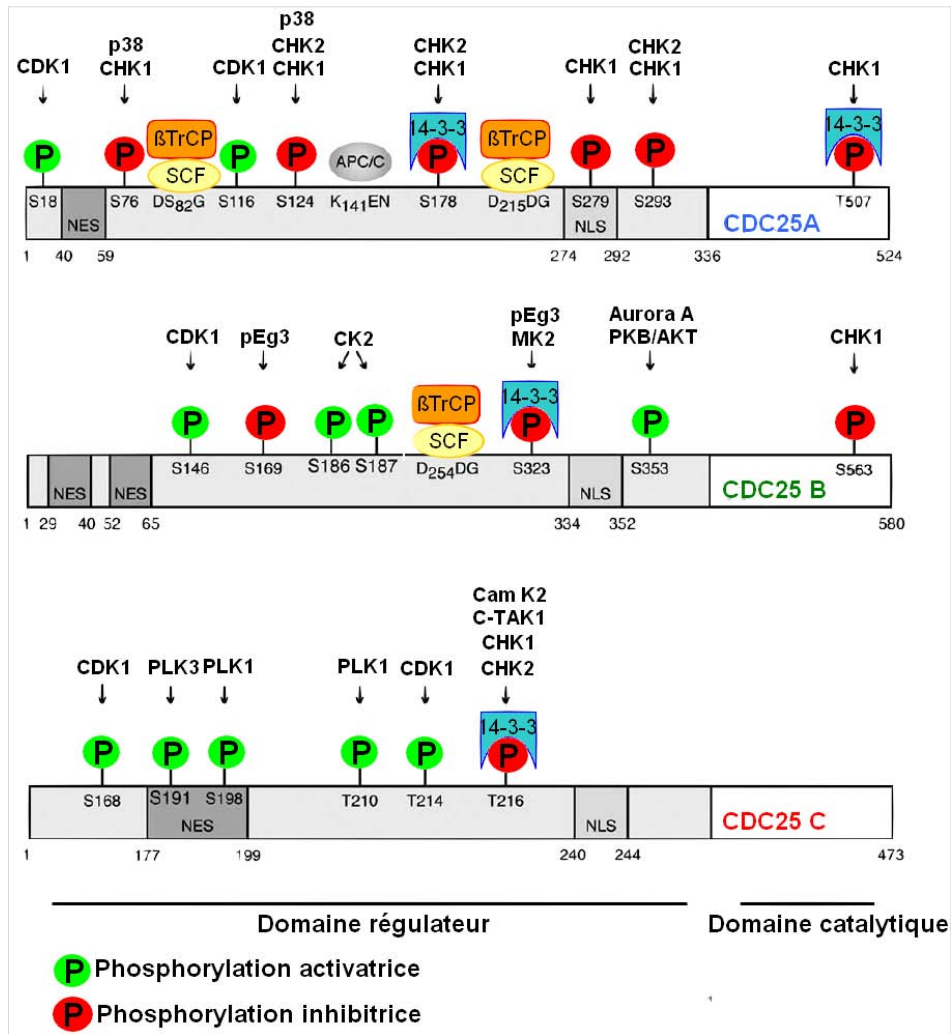 p38
CDK1 p38 CDK1 CHK2 CHK2 CHK1 CHK2 CHK1
CHK1 CHK1 CHK1 CHK1
14-3-3 14-3-3
ßTrCP ßTrCP
P P P P P P P P
SCF APC/C SCF
S18 S76 DS82G S116 S124 K141EN S178 D215DG S279 S293 T507
NES NLS CDC25A
1 40 59 274 292 336 524
pEg3 Aurora A
CDK1 pEg3 CK2 MK2 PKB/AKT CHK1
ßTrCP 14-3-3
P P P P P P P
SCF
S146 S169 S186 S187 D254DG S323 S353 S563
NES NES NLS CDC25 B
1 29 40 52 65 334 352 580
Cam K2
C-TAK1
CHK1
CDK1 PLK3 PLK1 PLK1 CDK1 CHK2
14-3-3
P P P P P P
S168 S191 S198 T210 T214 T216
NES NLS CDC25 C
1 177 199 240 244 473
Domaine régulateur Domaine catalytique
P Phosphorylation activatrice
P Phosphorylation inhibitrice